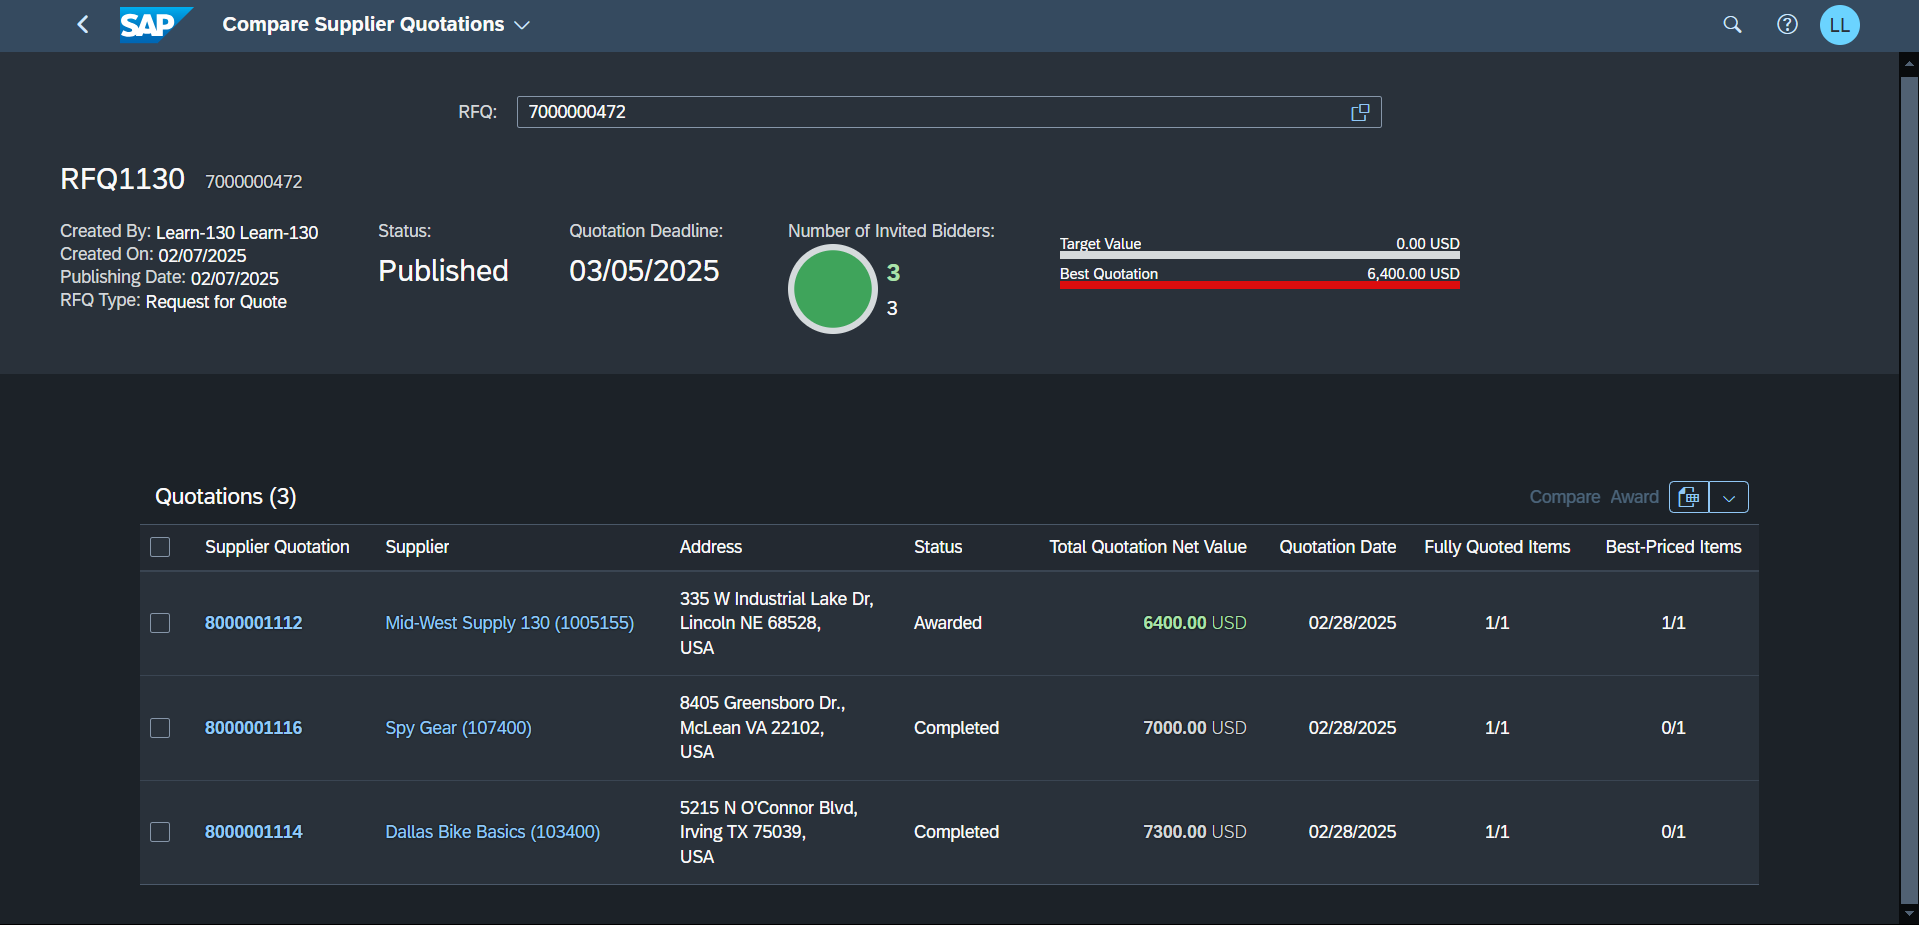 SAP Compare Supplier Quotations
LL
RFQ: 7000000472
RFQ1130 7000000472
Created By: Learn-130 Learn-130
Created On: 02/07/2025
Publishing Date: 02/07/2025
RFQ Type: Request for Quote
Status:
Published
Quotation Deadline:
03/05/2025
Number of Invited Bidders:
3
3
Target Value 0.00 USD
Best Quotation 6,400.00 USD
Quotations (3)
Compare Award
Supplier Quotation Supplier Address Status Total Quotation Net Value Quotation Date Fully Quoted Items Best-Priced Items
335 W Industrial Lake Dr,
8000001112 Mid-West Supply 130 (1005155) Lincoln NE 68528, Awarded 6400.00 USD 02/28/2025 1/1 1/1
USA
8405 Greensboro Dr.,
8000001116 Spy Gear (107400) McLean VA 22102, Completed 7000.00 USD 02/28/2025 1/1 0/1
USA
5215 N O'Connor Blvd,
8000001114 Dallas Bike Basics (103400) Irving TX 75039, Completed 7300.00 USD 02/28/2025 1/1 0/1
USA